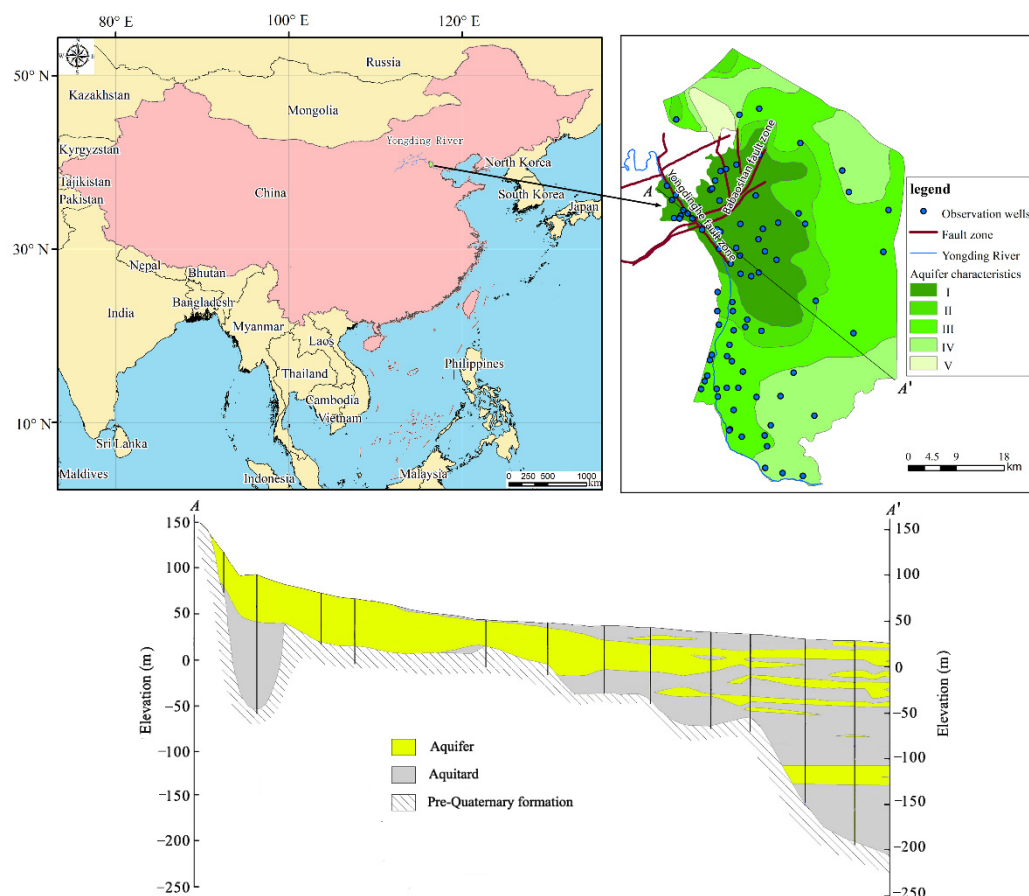 80° E
100° E
120° E
50° N
30° N
10° N
Russia
Kazakhstan
Mongolia
Yongding River
Kyrgyzstan
North Korea
Tajikistan
China
South Korea
Japan
Pakistan
Nepal
Bhutan
Bangladesh
India
Myanmar
Laos
Thailand
Philippines
Cambodia
Vietnam
Sri Lanka
Maldives
Indonesia
Malaysia
0 250 500 1000
km
A
Yongdinghe fault zone
Babaoshan fault zone
A'
legend
Observation wells
Fault zone
Yongding River
Aquifer characteristics
I
II
III
IV
V
0 4.5 9 18
km
A
A'
150
100
50
0
−50
−100
−150
−200
−250
Elevation (m)
Aquifer
Aquitard
Pre-Quaternary formation
150
100
50
0
−50
−100
−150
−200
−250
Elevation (m)